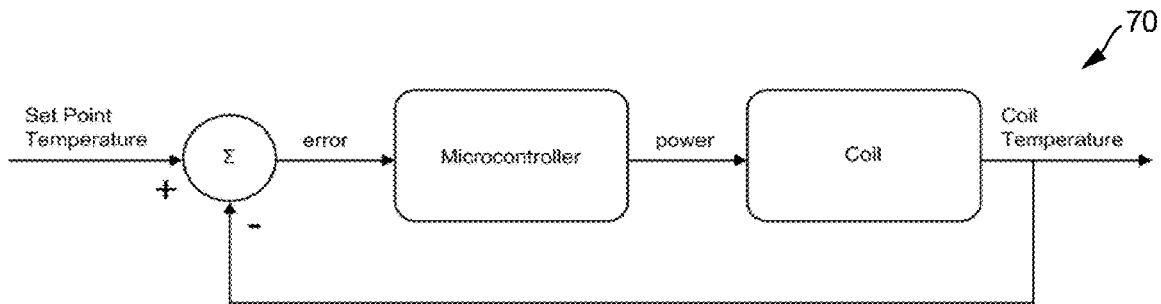 70
Set Point
Temperature
+
Σ
-
error
Microcontroller
power
Coil
Coil
Temperature